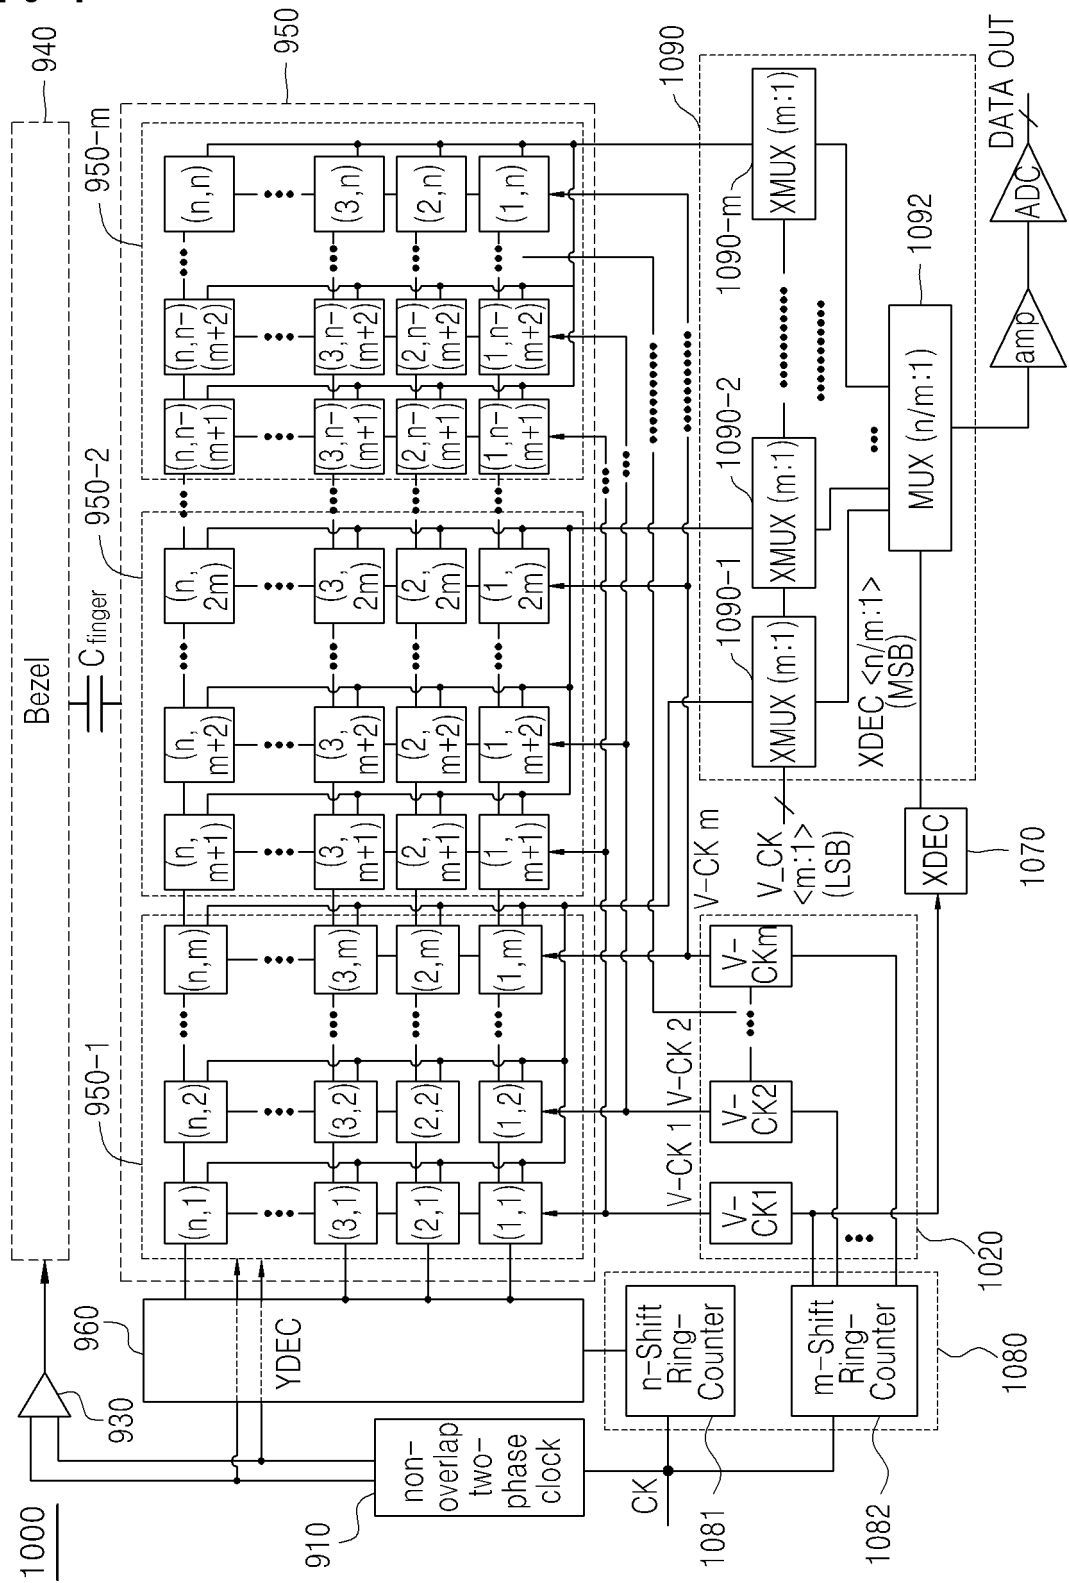 1000
910
non-
overlap
two-
phase
clock
930
Bezel
940
C finger
960
YDEC
950
950-1
950-2
950-m
(n,1)
(n,2)
(n,m)
(n,
m+1)
(n,
m+2)
(n,
2m)
(n,n-
(m+1)
(n,n-
(m+2)
(n,n)
(3,1)
(3,2)
(3,m)
(3,
m+1)
(3,
m+2)
(3,
2m)
(3,n-
(m+1)
(3,n-
(m+2)
(3,n)
(2,1)
(2,2)
(2,m)
(2,
m+1)
(2,
m+2)
(2,
2m)
(2,n-
(m+1)
(2,n-
(m+2)
(2,n)
(1,1)
(1,2)
(1,m)
(1,
m+1)
(1,
m+2)
(1,
2m)
(1,n-
(m+1)
(1,n-
(m+2)
(1,n)
CK
n-Shift
Ring-
Counter
1081
m-Shift
Ring-
Counter
1082
1080
V-CK 1
V-CK 2
V-CK m
V-
CK1
V-
CK2
V-
CKm
1020
V_CK
<m:1>
(LSB)
XDEC
1070
XDEC <n/m:1>
(MSB)
1090
1090-1
XMUX (m:1)
1090-2
XMUX (m:1)
1090-m
XMUX (m:1)
MUX (n/m:1)
1092
amp
ADC
DATA OUT